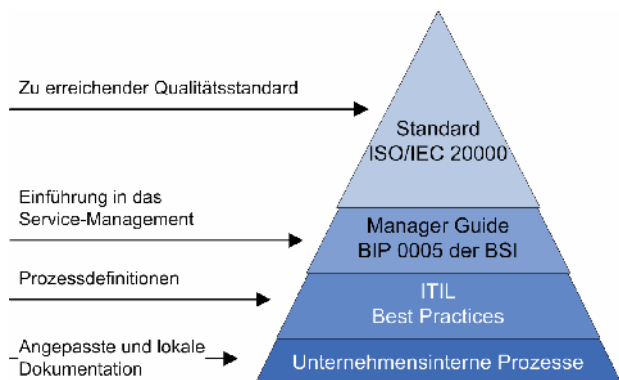 Zu erreichender Qualitätsstandard
Standard
ISO/IEC 20000
Einführung in das
Service-Management
Manager Guide
BIP 0005 der BSI
Prozessdefinitionen
ITIL
Best Practices
Angepasste und lokale
Dokumentation
Unternehmensinterne Prozesse